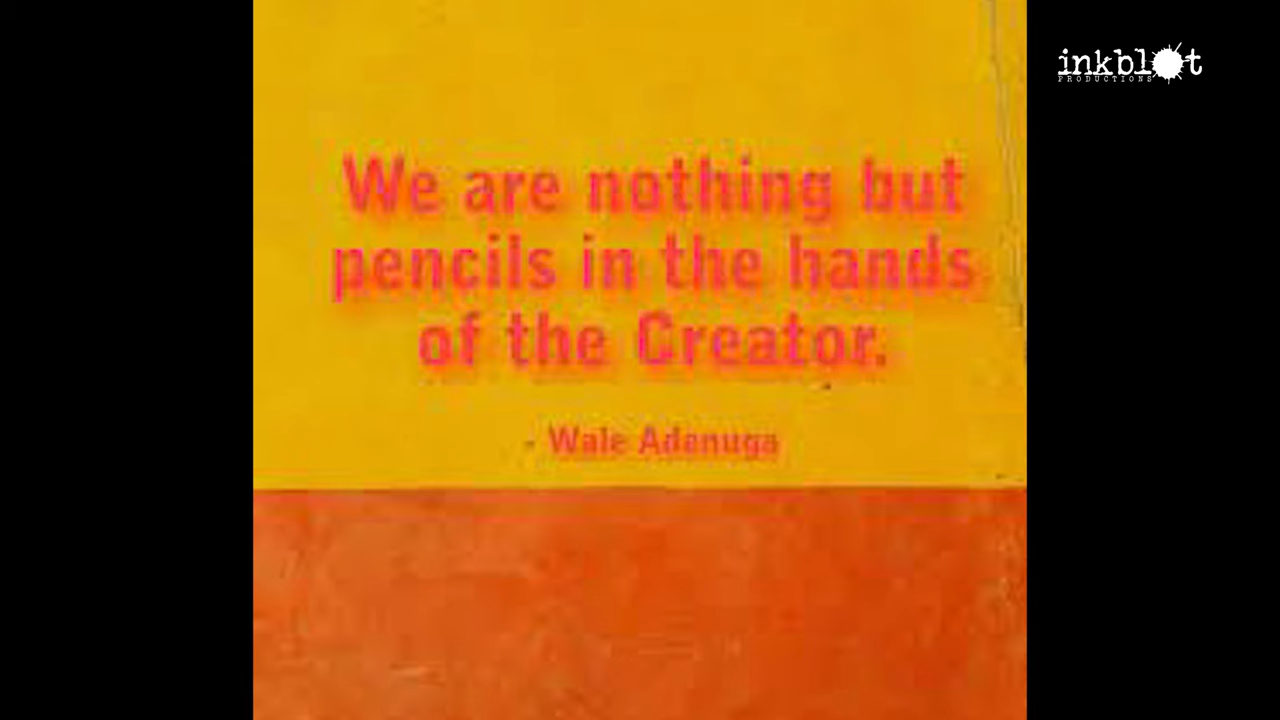 inkblot
PRODUCTIONS
We are nothing but
pencils in the hands
of the Creator.
- Wale Adenuga